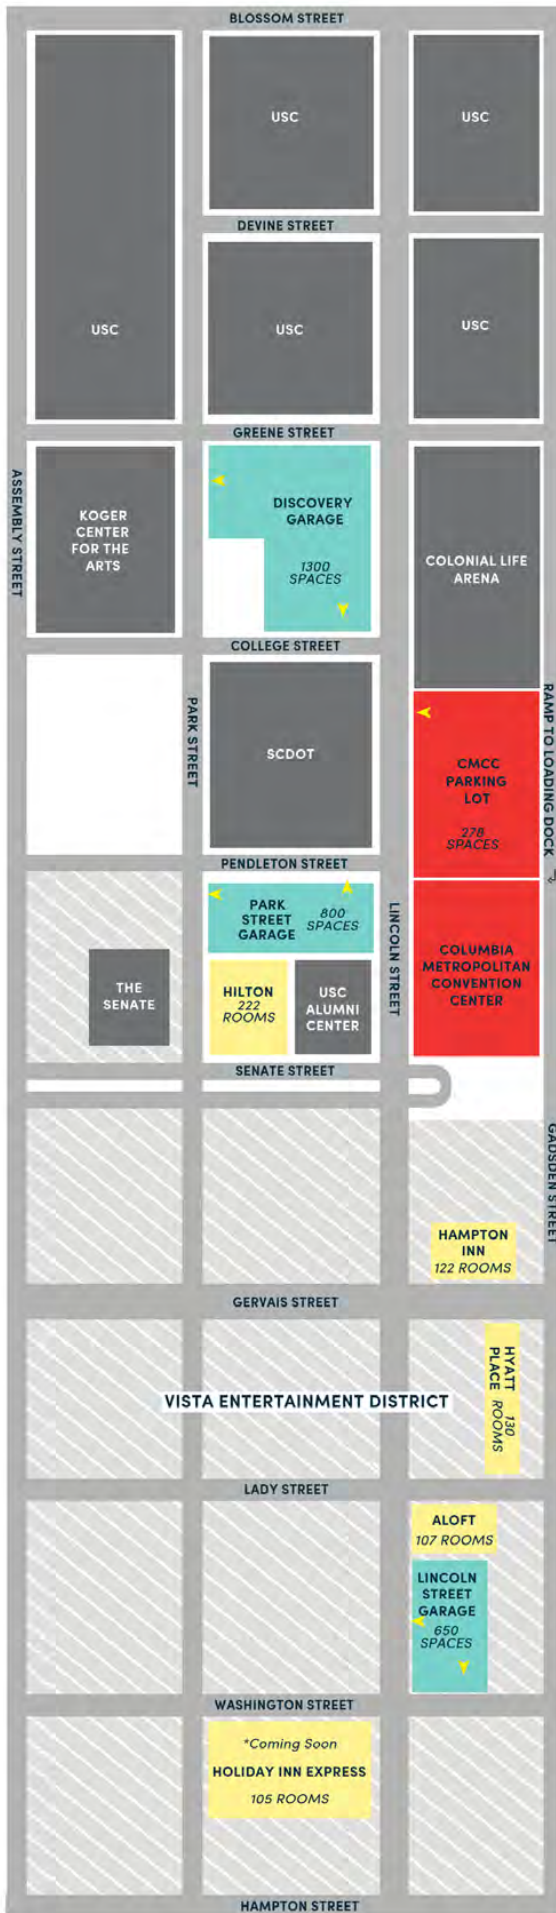 BLOSSOM STREET
USC
USC
DEVINE STREET
USC
USC
USC
GREENE STREET
ASSEMBLY STREET
KOGER
CENTER
FOR THE
ARTS
DISCOVERY
GARAGE
1300
SPACES
COLONIAL LIFE
ARENA
COLLEGE STREET
PARK STREET
SCDOT
RAMP TO LOADING DOCK
CMCC
PARKING
LOT
278
SPACES
PENDLETON STREET
PARK
STREET
GARAGE
800
SPACES
LINCOLN STREET
COLUMBIA
METROPOLITAN
CONVENTION
CENTER
THE
SENATE
HILTON
222
ROOMS
USC
ALUMNI
CENTER
SENATE STREET
GADSDEN STREET
HAMPTON
INN
122 ROOMS
GERVAIS STREET
HYATT
PLACE
130
ROOMS
VISTA ENTERTAINMENT DISTRICT
LADY STREET
ALOFT
107 ROOMS
LINCOLN
STREET
GARAGE
650
SPACES
WASHINGTON STREET
*Coming Soon
HOLIDAY INN EXPRESS
105 ROOMS
HAMPTON STREET